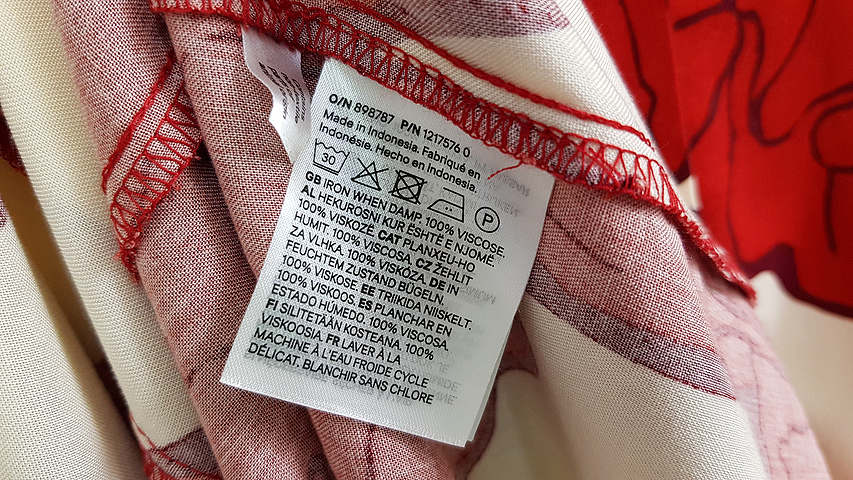 O/N 898787 P/N 1217576 0
Made in Indonesia. Fabriqué en
Indonésie. Hecho en Indonesia.
30 P
GB IRON WHEN DAMP 100% VISCOSE.
AL HEKUROSNI KUR ËSHTË E NJOMË.
100% VISKOZË. CAT PLANXEU-HO
HUMIT. 100% VISCOSA. CZ ŽEHLIT
ZA VLHKA. 100% VISKÓZA. DE IN
FEUCHTEM ZUSTAND BÜGELN.
100% VISKOSE. EE TRIIKIDA NIISKELT.
100% VISKOOS. ES PLANCHAR EN
ESTADO HÚMEDO. 100% VISCOSA.
FI SILITETÄÄN KOSTEANA. 100%
VISKOOSIA. FR LAVER À LA
MACHINE À L'EAU FROIDE CYCLE
DÉLICAT. BLANCHIR SANS CHLORE